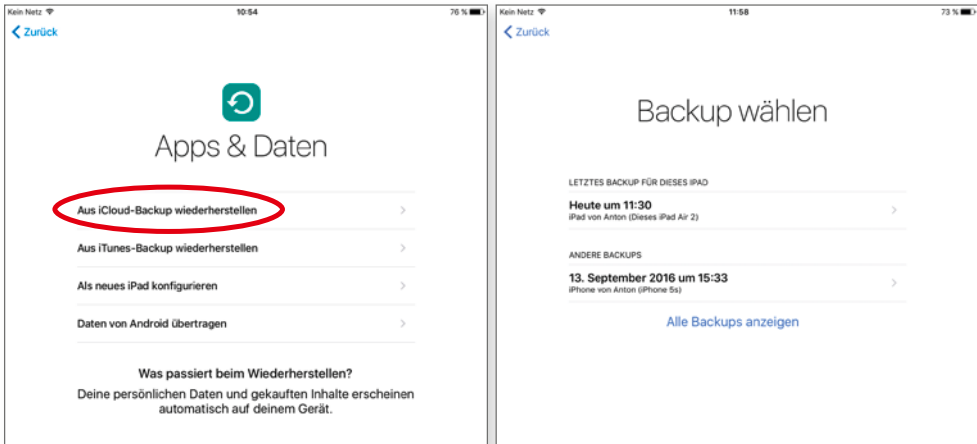 Kein Netz 10:54 76 %
Zurück
Apps & Daten
Aus iCloud-Backup wiederherstellen
Aus iTunes-Backup wiederherstellen
Als neues iPad konfigurieren
Daten von Android übertragen
Was passiert beim Wiederherstellen?
Deine persönlichen Daten und gekauften Inhalte erscheinen
automatisch auf deinem Gerät.
Kein Netz 11:58 73 %
Zurück
Backup wählen
LETZTES BACKUP FÜR DIESES IPAD
Heute um 11:30
iPad von Anton (Dieses iPad Air 2)
ANDERE BACKUPS
13. September 2016 um 15:33
iPhone von Anton (iPhone 5s)
Alle Backups anzeigen